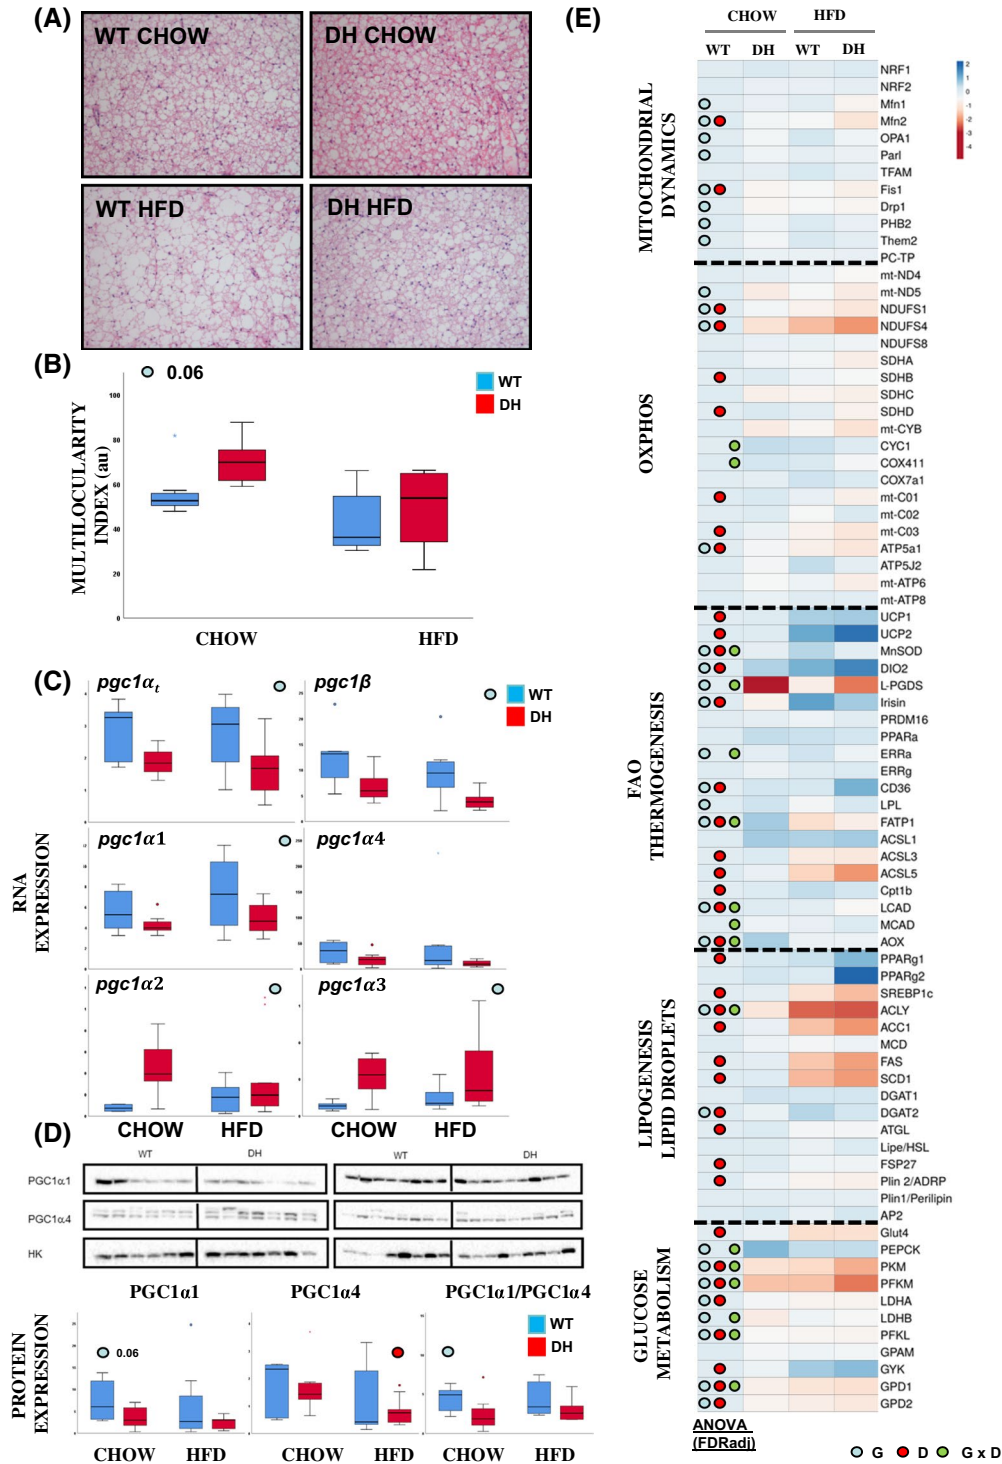 (A)
WT CHOW
DH CHOW
WT HFD
DH HFD
(B)
0.06
WT
DH
MULTILOCULARITY
INDEX (au)
100
80
60
40
20
0
CHOW
HFD
(C)
pgc1αt
pgc1β
WT
DH
pgc1α1
pgc1α4
pgc1α2
pgc1α3
RNA
EXPRESSION
CHOW
HFD
CHOW
HFD
(D)
WT
DH
WT
DH
PGC1α1
PGC1α4
HK
PGC1α1
PGC1α4
PGC1α1/PGC1α4
0.06
WT
DH
PROTEIN
EXPRESSION
CHOW
HFD
CHOW
HFD
CHOW
HFD
(E)
CHOW
HFD
WT
DH
WT
DH
2
1
0
-1
-2
-3
-4
MITOCHONDRIAL
DYNAMICS
NRF1
NRF2
Mfn1
Mfn2
OPA1
Parl
TFAM
Fis1
Drp1
PHB2
Them2
PC-TP
OXPHOS
mt-ND4
mt-ND5
NDUFS1
NDUFS4
NDUFS8
SDHA
SDHB
SDHC
SDHD
mt-CYB
CYC1
COX411
COX7a1
mt-C01
mt-C02
mt-C03
ATP5a1
ATP5J2
mt-ATP6
mt-ATP8
FAO
THERMOGENESIS
UCP1
UCP2
MnSOD
DIO2
L-PGDS
Irisin
PRDM16
PPARa
ERRa
ERRg
CD36
LPL
FATP1
ACSL1
ACSL3
ACSL5
Cpt1b
LCAD
MCAD
AOX
LIPOGENESIS
LIPID DROPLETS
PPARg1
PPARg2
SREBP1c
ACLY
ACC1
MCD
FAS
SCD1
DGAT1
DGAT2
ATGL
Lipe/HSL
FSP27
Plin 2/ADRP
Plin1/Perilipin
AP2
GLUCOSE
METABOLISM
Glut4
PEPCK
PKM
PFKM
LDHA
LDHB
PFKL
GPAM
GYK
GPD1
GPD2
ANOVA
(FDRadj)
G
D
G x D